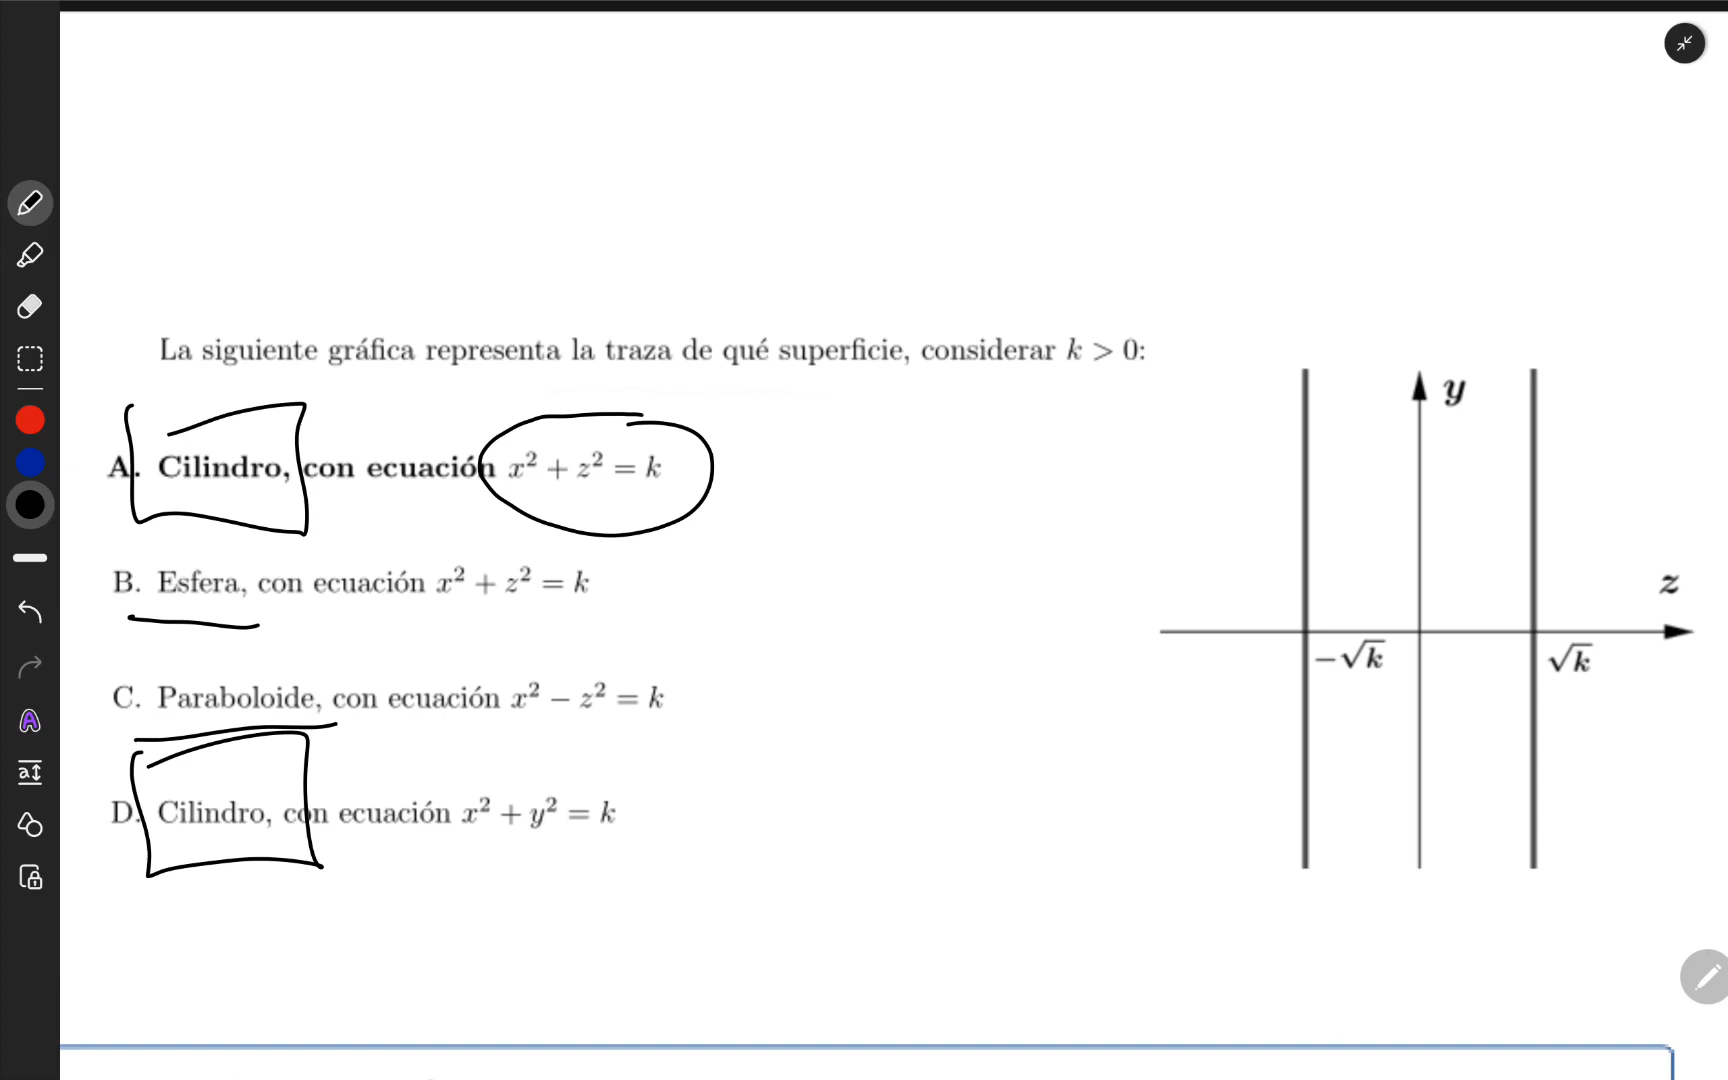 La siguiente gráfica representa la traza de qué superficie, considerar k > 0:
A. Cilindro, con ecuación x² + z² = k
B. Esfera, con ecuación x² + z² = k
C. Paraboloide, con ecuación x² − z² = k
D. Cilindro, con ecuación x² + y² = k
y
z
−√k
√k
A
a